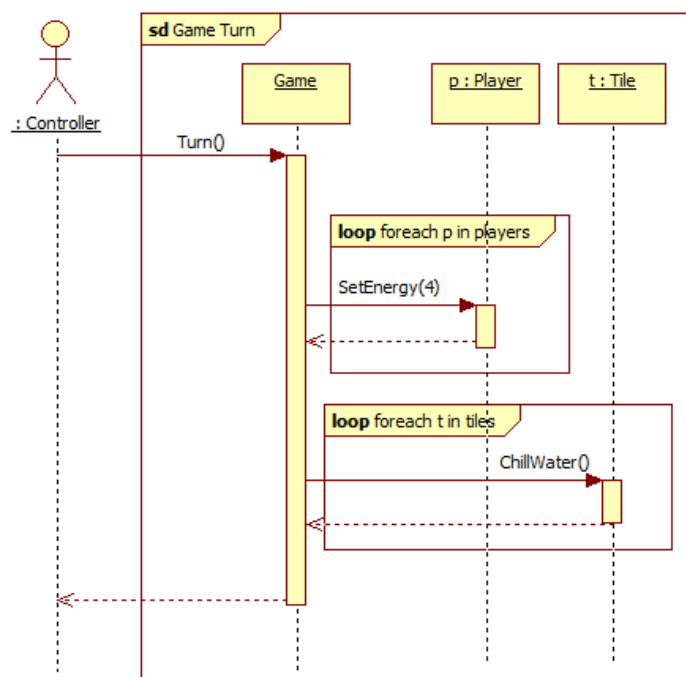 sd Game Turn
Game
p : Player
t : Tile
: Controller
Turn()
loop foreach p in players
SetEnergy(4)
loop foreach t in tiles
ChillWater()